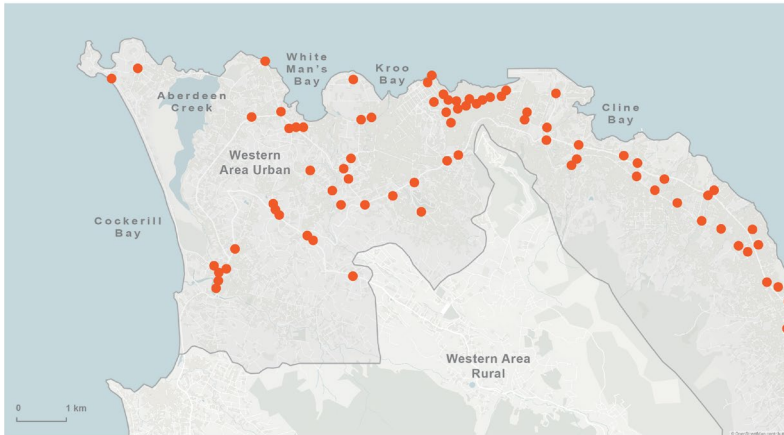 White
Man's
Bay
Kroo
Bay
Aberdeen
Creek
Cline
Bay
Western
Area Urban
Cockerill
Bay
Western Area
Rural
0 1 km